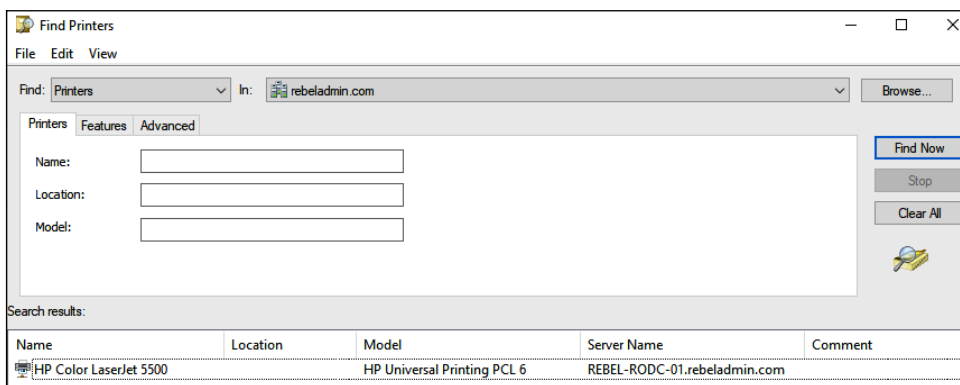 Find Printers
File Edit View
Find: Printers In: rebeladmin.com Browse...
Printers Features Advanced
Name:
Location:
Model:
Find Now
Stop
Clear All
Search results:
Name Location Model Server Name Comment
HP Color LaserJet 5500 HP Universal Printing PCL 6 REBEL-RODC-01.rebeladmin.com